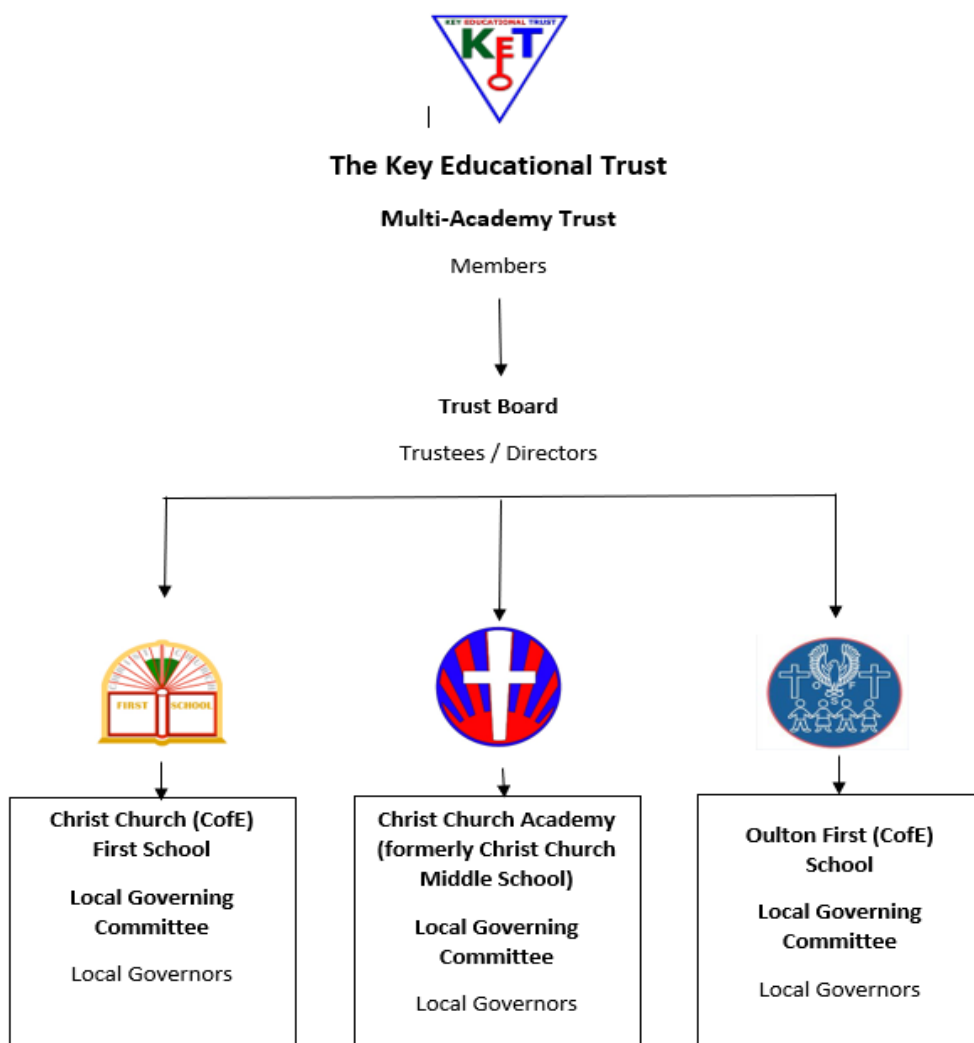 KEY EDUCATIONAL TRUST
KET
The Key Educational Trust
Multi-Academy Trust
Members
Trust Board
Trustees / Directors
CHRIST CHURCH
FIRST SCHOOL
O F
S
Christ Church (CofE)
First School
Local Governing
Committee
Local Governors
Christ Church Academy
(formerly Christ Church
Middle School)
Local Governing
Committee
Local Governors
Oulton First (CofE)
School
Local Governing
Committee
Local Governors